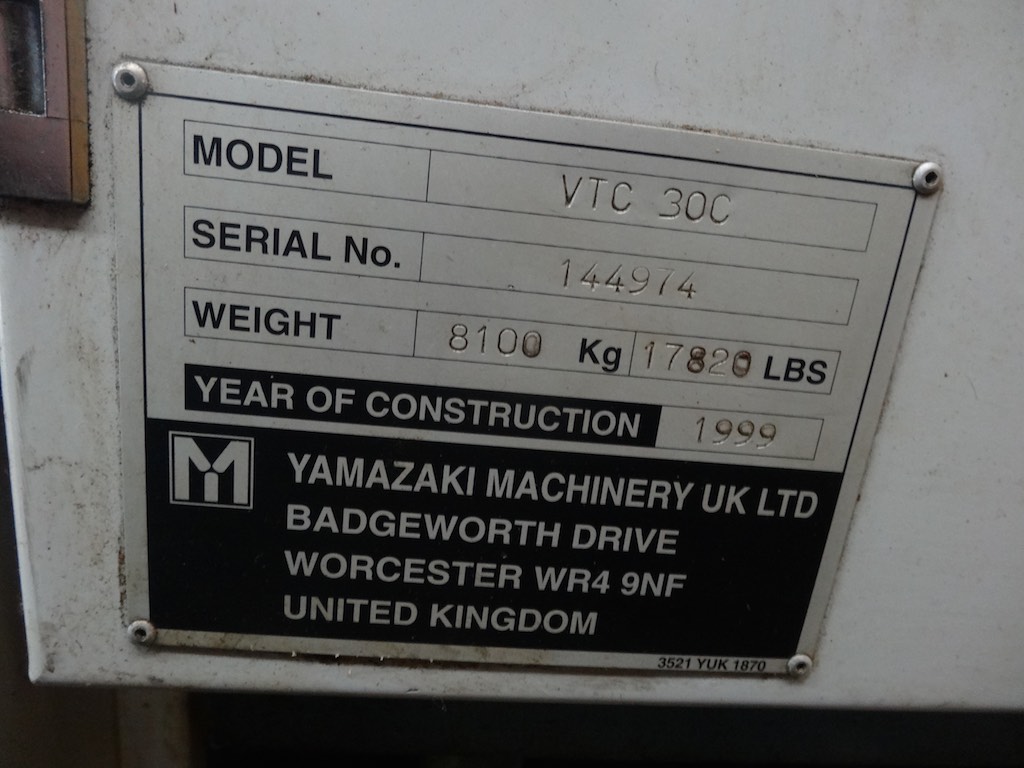 MODEL VTC 30C
SERIAL No. 144974
WEIGHT 8100 Kg 17820 LBS
YEAR OF CONSTRUCTION 1999
M YAMAZAKI MACHINERY UK LTD
BADGEWORTH DRIVE
WORCESTER WR4 9NF
UNITED KINGDOM
3521 YUK 1870